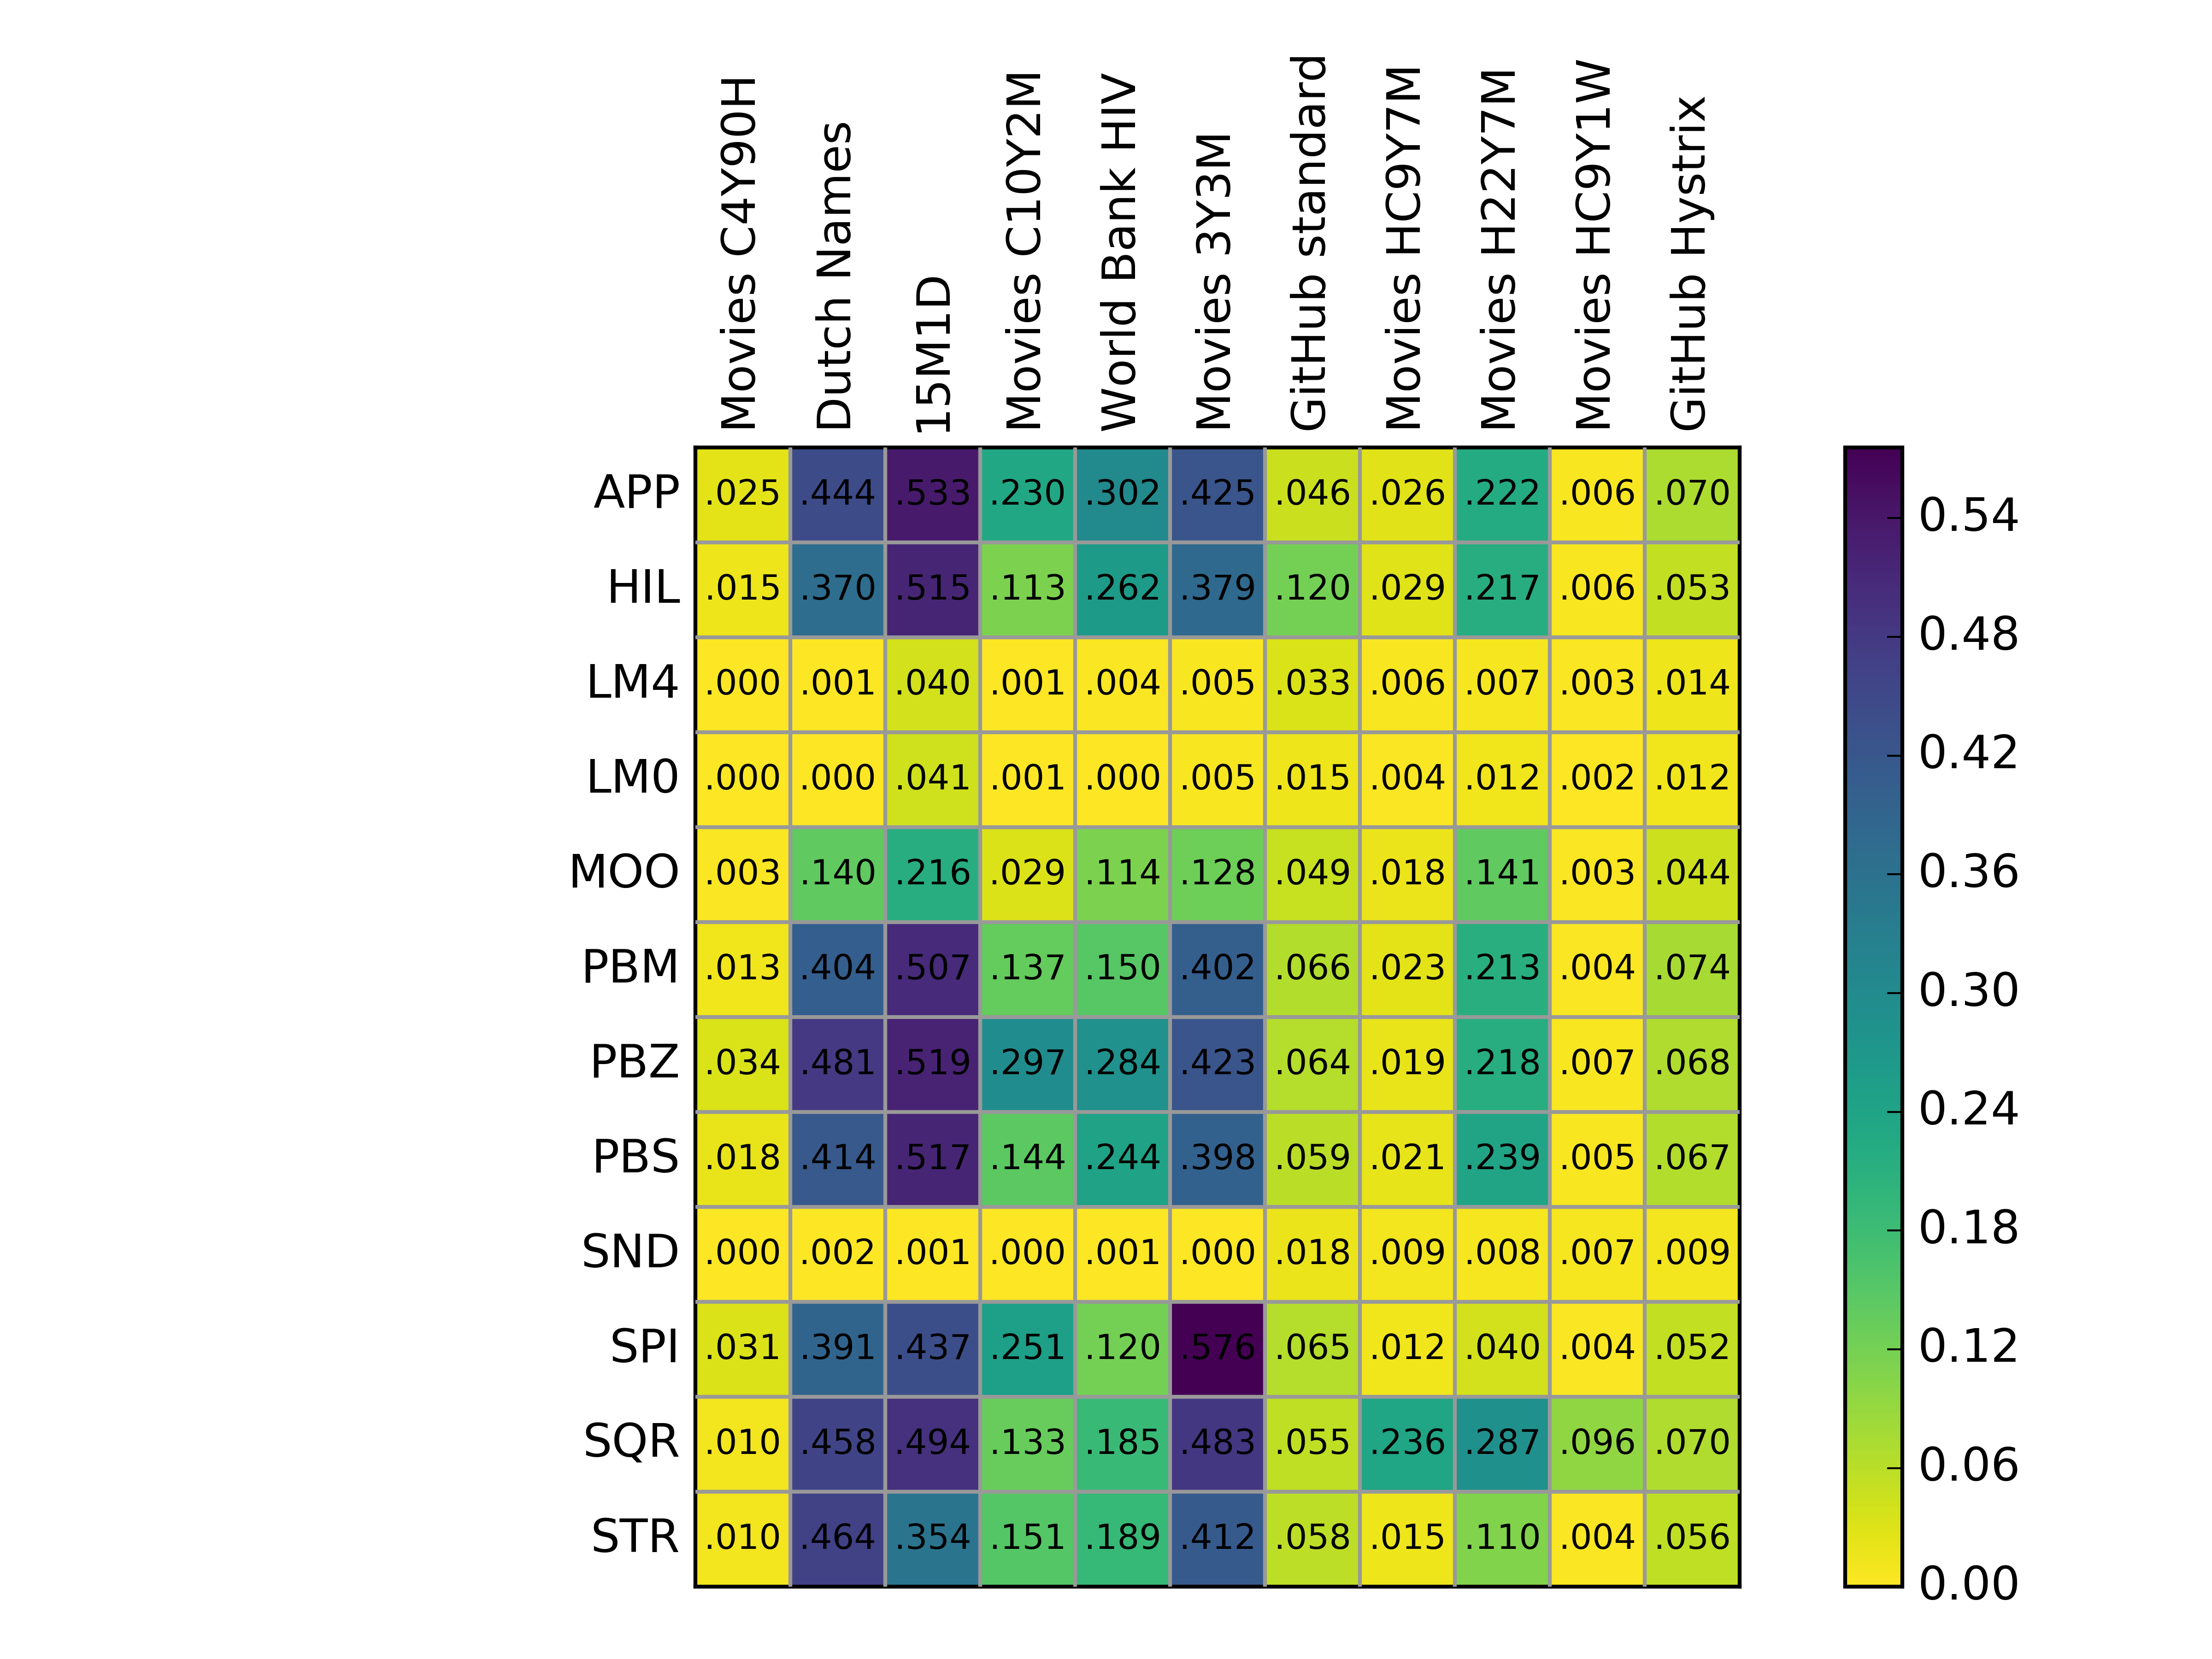 Movies C4Y90H
Dutch Names
15M1D
Movies C10Y2M
World Bank HIV
Movies 3Y3M
GitHub standard
Movies HC9Y7M
Movies H22Y7M
Movies HC9Y1W
GitHub Hystrix
APP .025 .444 .533 .230 .302 .425 .046 .026 .222 .006 .070
HIL .015 .370 .515 .113 .262 .379 .120 .029 .217 .006 .053
LM4 .000 .001 .040 .001 .004 .005 .033 .006 .007 .003 .014
LM0 .000 .000 .041 .001 .000 .005 .015 .004 .012 .002 .012
MOO .003 .140 .216 .029 .114 .128 .049 .018 .141 .003 .044
PBM .013 .404 .507 .137 .150 .402 .066 .023 .213 .004 .074
PBZ .034 .481 .519 .297 .284 .423 .064 .019 .218 .007 .068
PBS .018 .414 .517 .144 .244 .398 .059 .021 .239 .005 .067
SND .000 .002 .001 .000 .001 .000 .018 .009 .008 .007 .009
SPI .031 .391 .437 .251 .120 .576 .065 .012 .040 .004 .052
SQR .010 .458 .494 .133 .185 .483 .055 .236 .287 .096 .070
STR .010 .464 .354 .151 .189 .412 .058 .015 .110 .004 .056
0.54
0.48
0.42
0.36
0.30
0.24
0.18
0.12
0.06
0.00